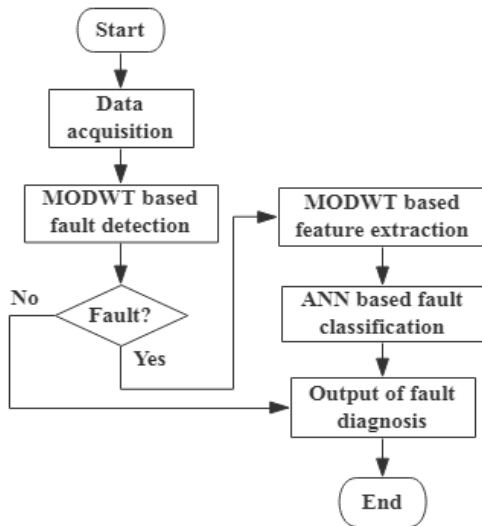 Start
Data
acquisition
MODWT based
fault detection
Fault?
No
Yes
MODWT based
feature extraction
ANN based fault
classification
Output of fault
diagnosis
End